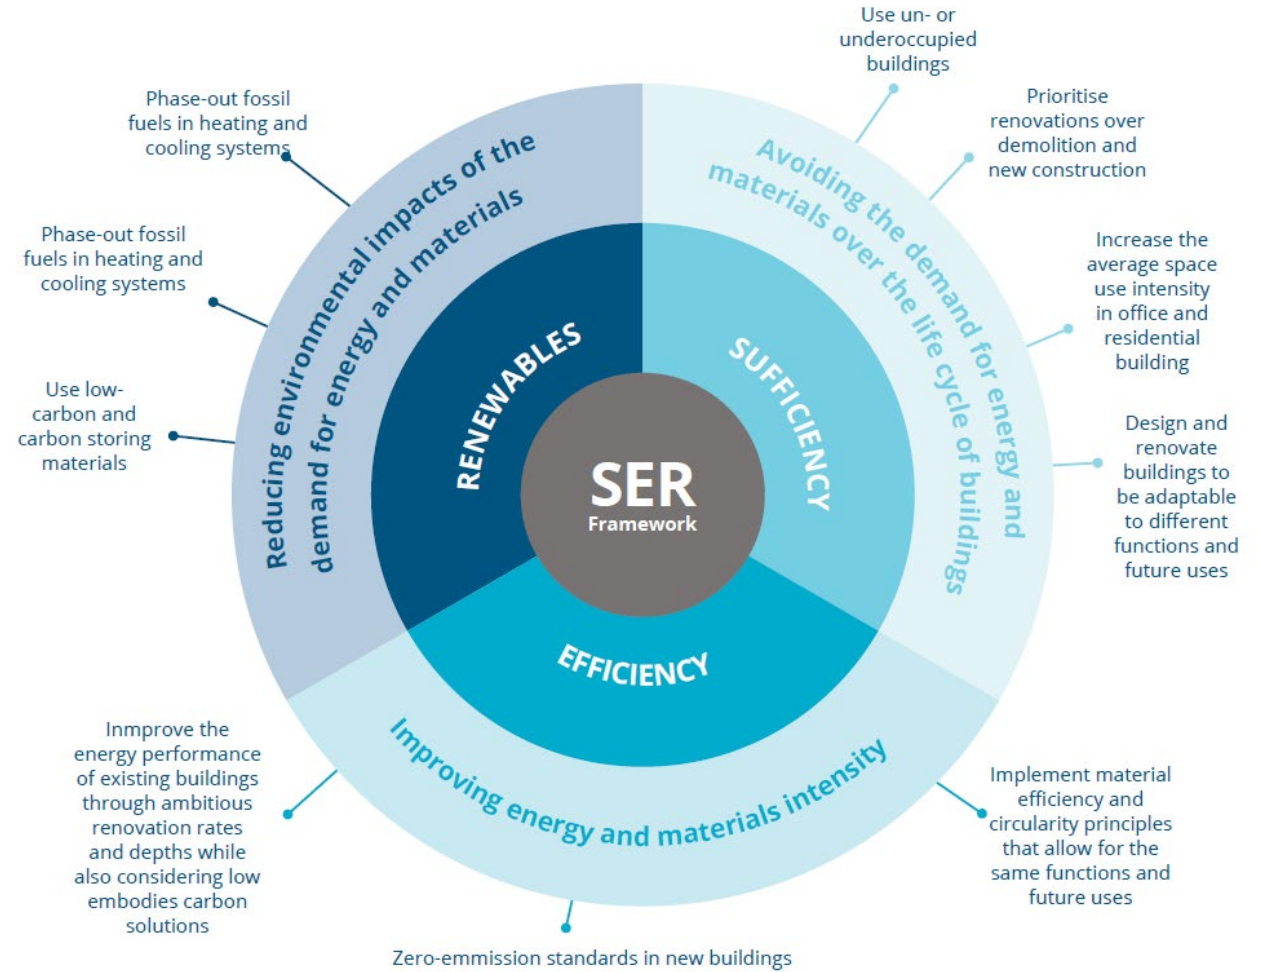 Use un- or
underoccupied
buildings
Prioritise
renovations over
demolition and
new construction
Increase the
average space
use intensity
in office and
residential
building
Design and
renovate
buildings to
be adaptable
to different
functions and
future uses
Phase-out fossil
fuels in heating and
cooling systems
Phase-out fossil
fuels in heating and
cooling systems
Use low-
carbon and
carbon storing
materials
Reducing environmental impacts of the
demand for energy and materials
Avoiding the demand for energy and
materials over the life cycle of buildings
RENEWABLES
SUFFICIENCY
SER
Framework
EFFICIENCY
Improving energy and materials intensity
Inmprove the
energy performance
of existing buildings
through ambitious
renovation rates
and depths while
also considering low
embodies carbon
solutions
Zero-emmission standards in new buildings
Implement material
efficiency and
circularity principles
that allow for the
same functions and
future uses